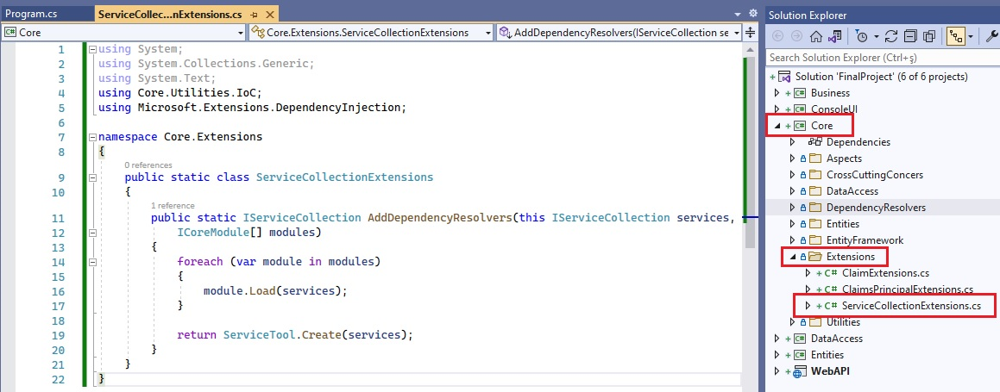 Program.cs
ServiceCollec...nExtensions.cs
Core
Core.Extensions.ServiceCollectionExtensions
AddDependencyResolvers(IServiceCollection se
1 using System;
2 using System.Collections.Generic;
3 using System.Text;
4 using Core.Utilities.IoC;
5 using Microsoft.Extensions.DependencyInjection;
6
7 namespace Core.Extensions
8 {
0 references
9 public static class ServiceCollectionExtensions
10 {
1 reference
11 public static IServiceCollection AddDependencyResolvers(this IServiceCollection services,
12 ICoreModule[] modules)
13 {
14 foreach (var module in modules)
15 {
16 module.Load(services);
17 }
18
19 return ServiceTool.Create(services);
20 }
21 }
22 }
Solution Explorer
Search Solution Explorer (Ctrl+ş)
Solution 'FinalProject' (6 of 6 projects)
Business
ConsoleUI
Core
Dependencies
Aspects
CrossCuttingConcers
DataAccess
DependencyResolvers
Entities
EntityFramework
Extensions
C# ClaimExtensions.cs
C# ClaimsPrincipalExtensions.cs
C# ServiceCollectionExtensions.cs
Utilities
DataAccess
Entities
WebAPI